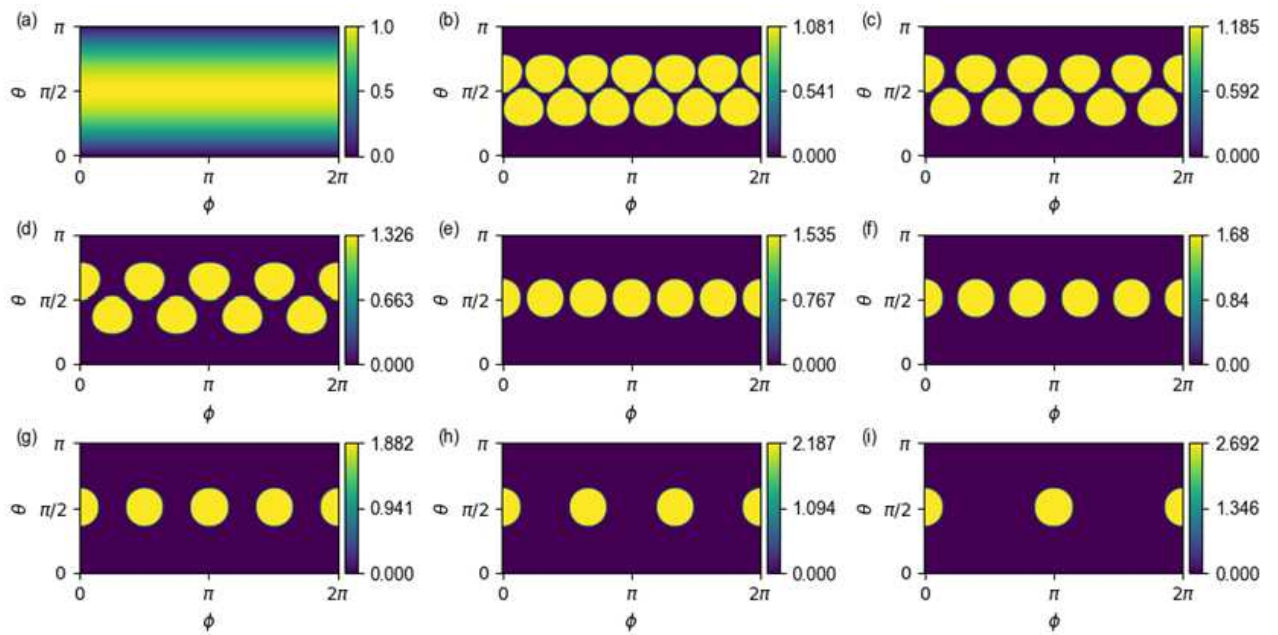 (a)
π
θ
π/2
0
0
π
2π
ϕ
1.0
0.5
0.0
(b)
π
θ
π/2
0
0
π
2π
ϕ
1.081
0.541
0.000
(c)
π
θ
π/2
0
0
π
2π
ϕ
1.185
0.592
0.000
(d)
π
θ
π/2
0
0
π
2π
ϕ
1.326
0.663
0.000
(e)
π
θ
π/2
0
0
π
2π
ϕ
1.535
0.767
0.000
(f)
π
θ
π/2
0
0
π
2π
ϕ
1.68
0.84
0.00
(g)
π
θ
π/2
0
0
π
2π
ϕ
1.882
0.941
0.000
(h)
π
θ
π/2
0
0
π
2π
ϕ
2.187
1.094
0.000
(i)
π
θ
π/2
0
0
π
2π
ϕ
2.692
1.346
0.000